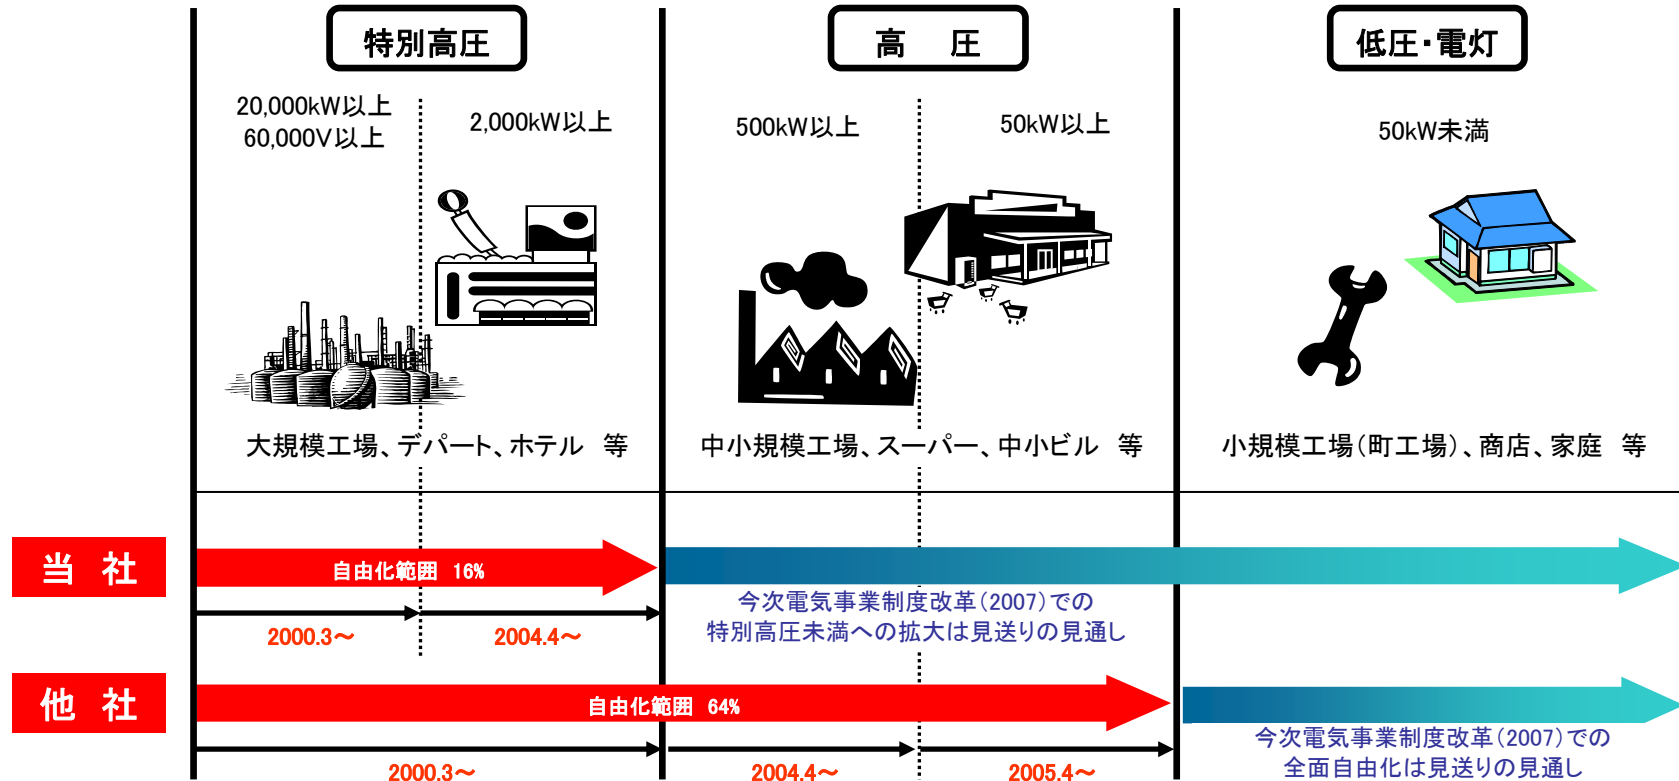 特別高圧
高　圧
低圧・電灯
20,000kW以上
60,000V以上
2,000kW以上
500kW以上
50kW以上
50kW未満
大規模工場、デパート、ホテル　等
中小規模工場、スーパー、中小ビル　等
小規模工場（町工場）、商店、家庭　等
当　社
自由化範囲　16%
2000.3～
2004.4～
今次電気事業制度改革（2007）での
特別高圧未満への拡大は見送りの見通し
他　社
自由化範囲　64%
2000.3～
2004.4～
2005.4～
今次電気事業制度改革（2007）での
全面自由化は見送りの見通し